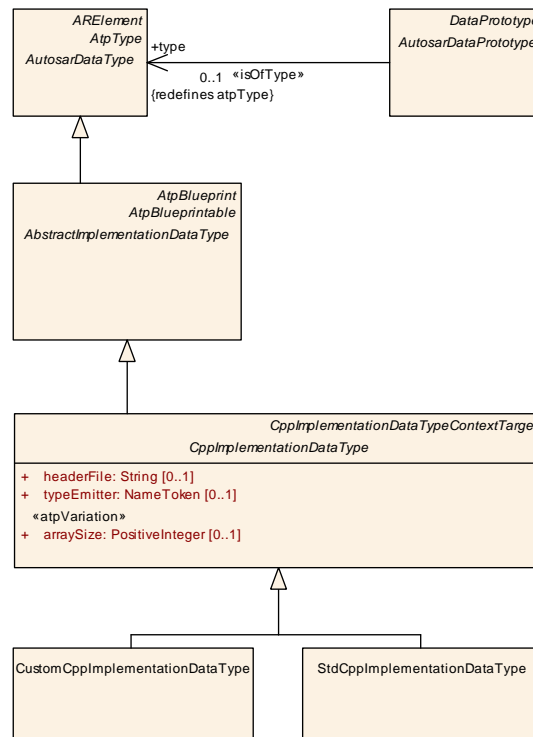 ARElement
AtpType
AutosarDataType
+type
0..1 «isOfType»
{redefines atpType}
DataPrototype
AutosarDataPrototype
AtpBlueprint
AtpBlueprintable
AbstractImplementationDataType
CppImplementationDataTypeContextTarget
CppImplementationDataType
+ headerFile: String [0..1]
+ typeEmitter: NameToken [0..1]
«atpVariation»
+ arraySize: PositiveInteger [0..1]
CustomCppImplementationDataType
StdCppImplementationDataType